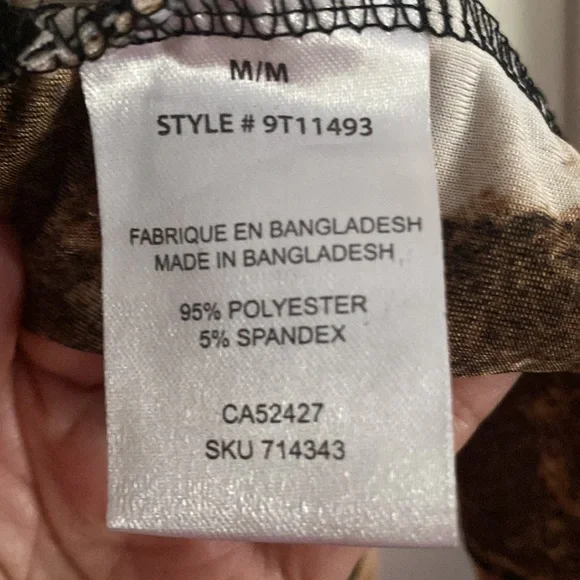 M/M
STYLE # 9T11493
FABRIQUE EN BANGLADESH
MADE IN BANGLADESH
95% POLYESTER
5% SPANDEX
CA52427
SKU 714343